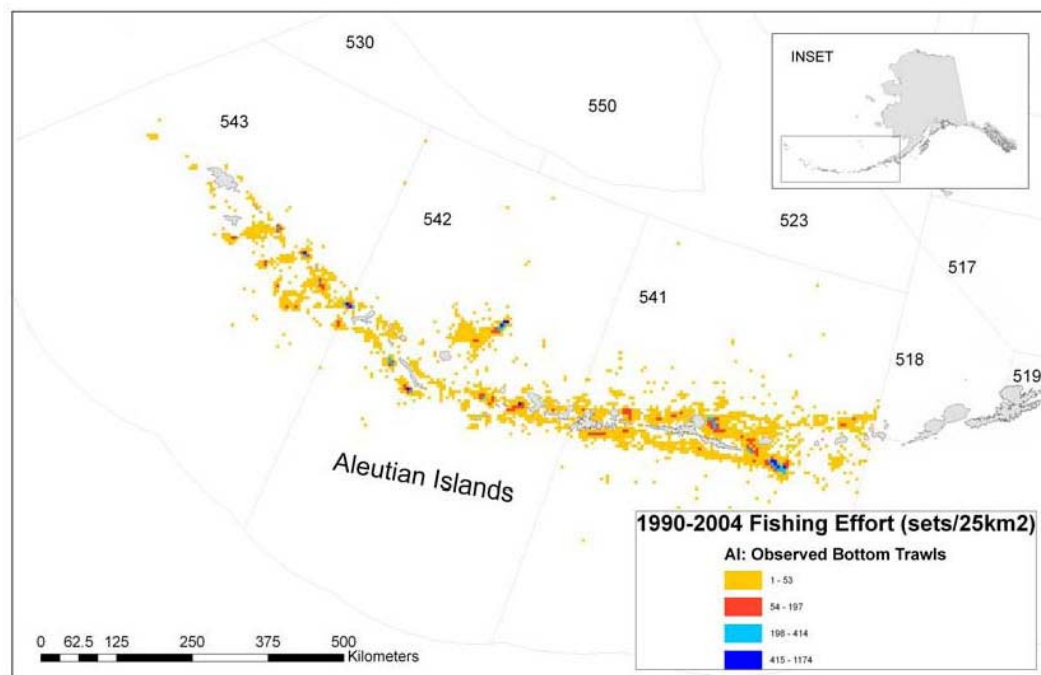 530
INSET
550
543
542
523
517
541
518
519
Aleutian Islands
1990-2004 Fishing Effort (sets/25km2)
AI: Observed Bottom Trawls
1 - 53
54 - 197
198 - 414
415 - 1174
0 62.5 125 250 375 500
Kilometers